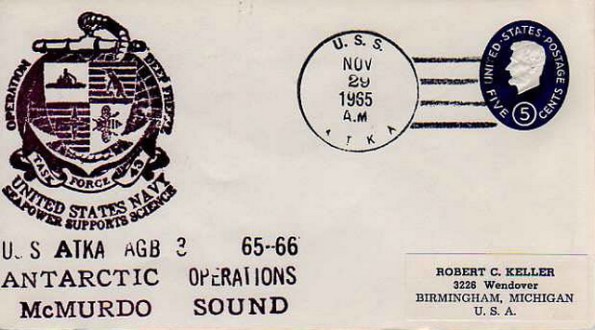 OPERATION
DEEP FREEZE
TASK FORCE 43
UNITED STATES NAVY
SEAPOWER SUPPORTS SCIENCE
U.S.S.
NOV
29
1965
A.M
ATKA
UNITED·STATES·POSTAGE
FIVE 5 CENTS
U S ATKA AGB 3 65-66
ANTARCTIC OPERATIONS
McMURDO SOUND
ROBERT C. KELLER
3226 Wendover
BIRMINGHAM, MICHIGAN
U. S. A.